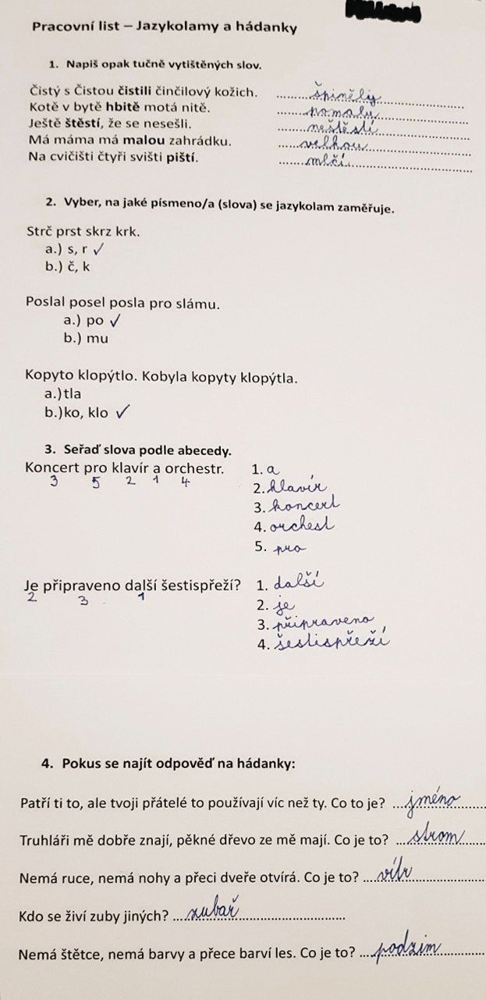 Pracovní list – Jazykolamy a hádanky
1. Napiš opak tučně vytištěných slov.
Čistý s Čistou čistili činčilový kožich. špiněly
Kotě v bytě hbitě motá nitě. pomalu
Ještě štěstí, že se nesešli. neštěstí
Má máma má malou zahrádku. velkou
Na cvičišti čtyři svišti piští. mlčí
2. Vyber, na jaké písmeno/a (slova) se jazykolam zaměřuje.
Strč prst skrz krk.
a.) s, r ✓
b.) č, k
Poslal posel posla pro slámu.
a.) po ✓
b.) mu
Kopyto klopýtlo. Kobyla kopyty klopýtla.
a.) tla
b.) ko, klo ✓
3. Seřaď slova podle abecedy.
Koncert pro klavír a orchestr. 1. a
3 5 2 1 4 2. klavír
3. koncert
4. orchest
5. pro
Je připraveno další šestispřeží? 1. další
2 3 1 2. je
3. připraveno
4. šestispřeží
4. Pokus se najít odpověď na hádanky:
Patří ti to, ale tvoji přátelé to používají víc než ty. Co to je? jméno
Truhláři mě dobře znají, pěkné dřevo ze mě mají. Co je to? strom
Nemá ruce, nemá nohy a přeci dveře otvírá. Co je to? vítr
Kdo se živí zuby jiných? zubař
Nemá štětce, nemá barvy a přece barví les. Co je to? podzim